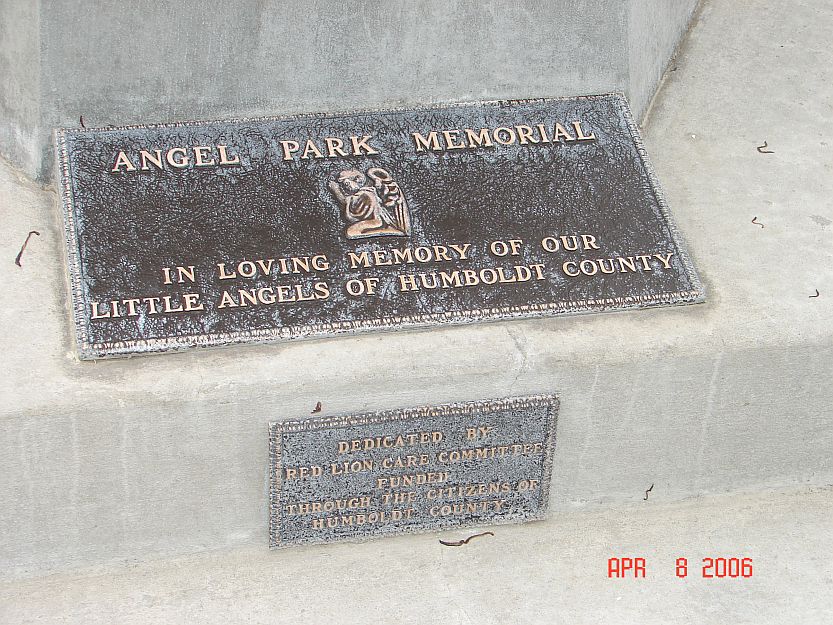 ANGEL PARK MEMORIAL
IN LOVING MEMORY OF OUR
LITTLE ANGELS OF HUMBOLDT COUNTY
DEDICATED BY
RED LION CARE COMMITTEE
FUNDED
THROUGH THE CITIZENS OF
HUMBOLDT COUNTY
APR 8 2006